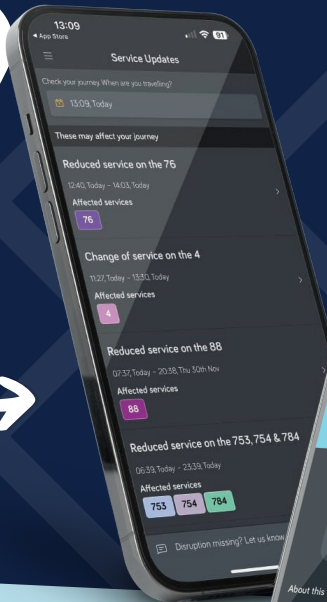 13:09
91
App Store
Service Updates
Check your journey. When are you travelling?
13:09, Today
These may affect your journey
Reduced service on the 76
12:40, Today - 14:03, Today
Affected services
76
Change of service on the 4
11:27, Today - 13:30, Today
Affected services
4
Reduced service on the 88
07:37, Today - 20:38, Thu 30th Nov
Affected services
88
Reduced service on the 753, 754 & 784
06:39, Today - 23:39, Today
Affected services
753 754 784
Disruption missing? Let us know
About this